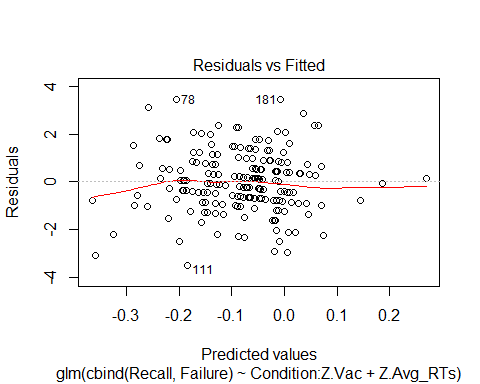 Residuals vs Fitted
4
2
0
-2
-4
Residuals
78
181
111
-0.3 -0.2 -0.1 0.0 0.1 0.2
Predicted values
glm(cbind(Recall, Failure) ~ Condition:Z.Vac + Z.Avg_RTs)